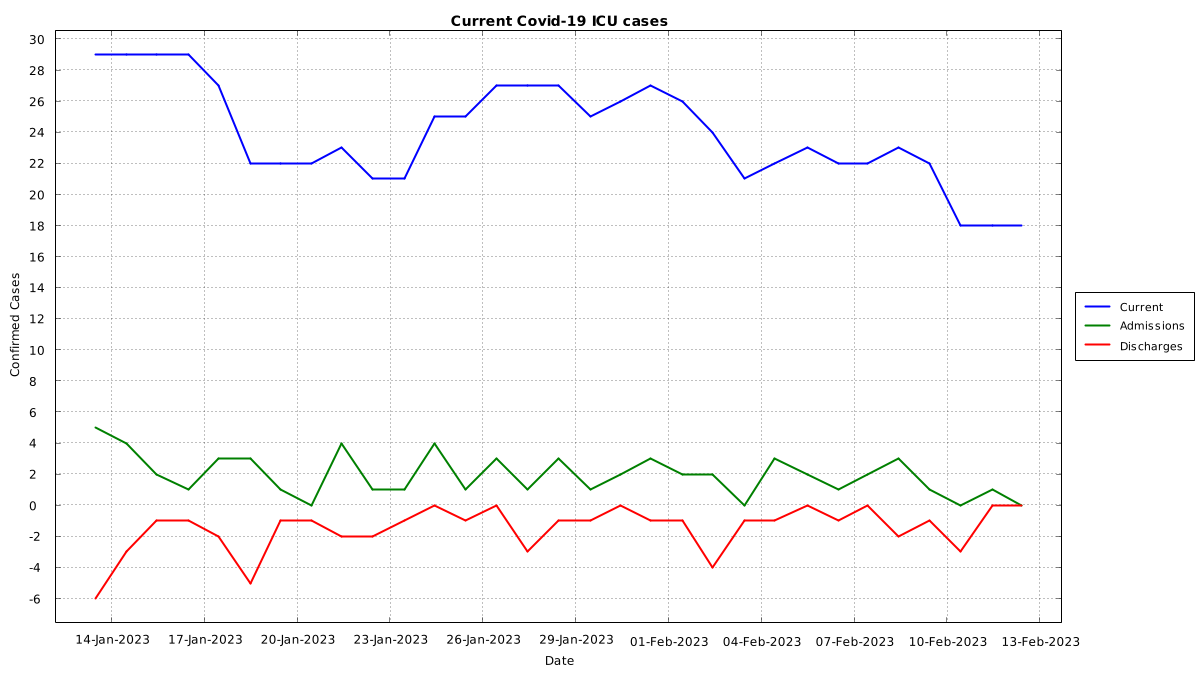 Current Covid-19 ICU cases
30
28
26
24
22
20
18
16
14
12
10
8
6
4
2
0
-2
-4
-6
Confirmed Cases
14-Jan-2023 17-Jan-2023 20-Jan-2023 23-Jan-2023 26-Jan-2023 29-Jan-2023 01-Feb-2023 04-Feb-2023 07-Feb-2023 10-Feb-2023 13-Feb-2023
Date
Current
Admissions
Discharges